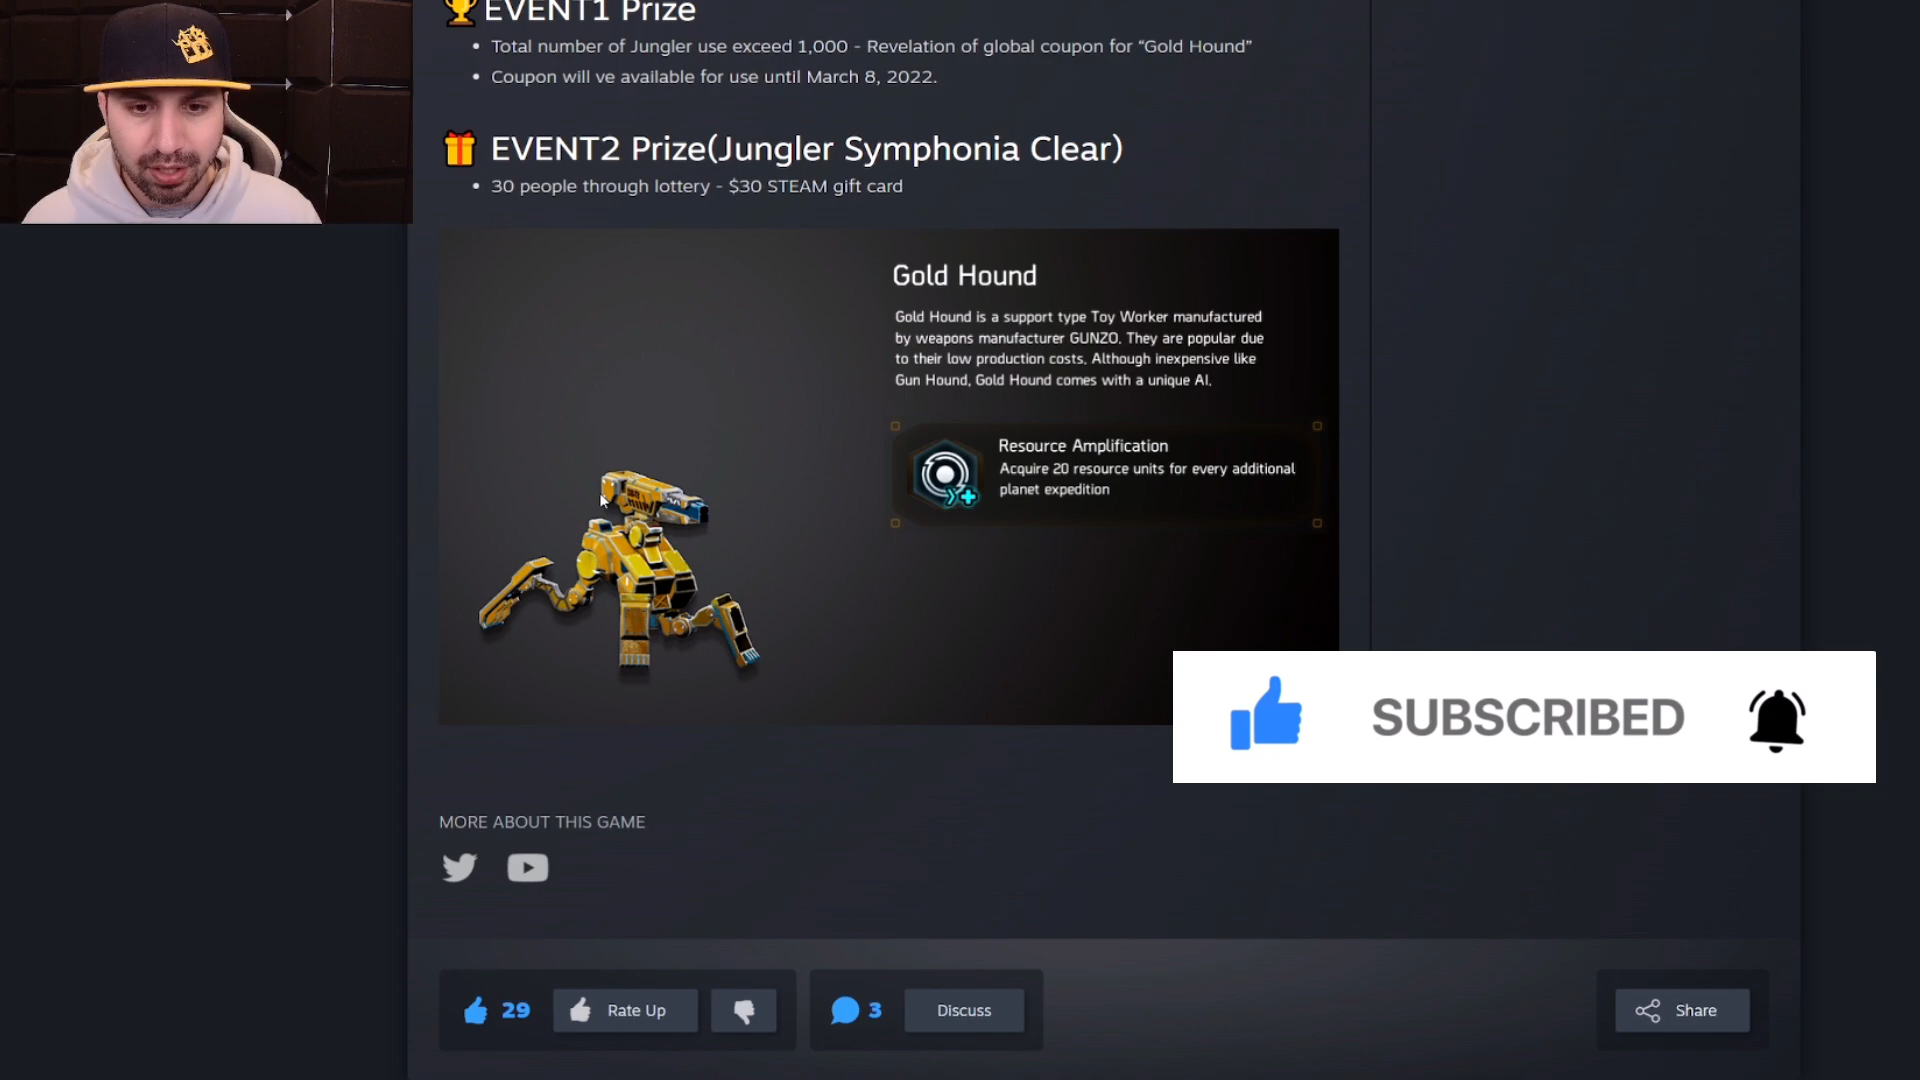 EVENT1 Prize
• Total number of Jungler use exceed 1,000 - Revelation of global coupon for “Gold Hound”
• Coupon will ve available for use until March 8, 2022.
EVENT2 Prize(Jungler Symphonia Clear)
• 30 people through lottery - $30 STEAM gift card
Gold Hound
Gold Hound is a support type Toy Worker manufactured
by weapons manufacturer GUNZO. They are popular due
to their low production costs. Although inexpensive like
Gun Hound, Gold Hound comes with a unique AI.
Resource Amplification
Acquire 20 resource units for every additional
planet expedition
SUBSCRIBED
MORE ABOUT THIS GAME
29
Rate Up
3
Discuss
Share